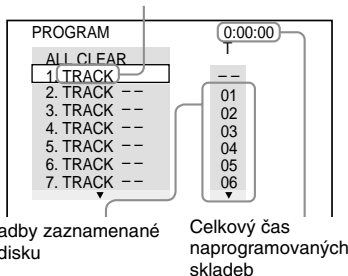 PROGRAM 0:00:00
T
ALL CLEAR
1. TRACK – –
2. TRACK – – 01
3. TRACK – – 02
4. TRACK – – 03
5. TRACK – – 04
6. TRACK – – 05
7. TRACK – – 06
zaznamenané
disku
Celkový čas
naprogramovaných
skladeb